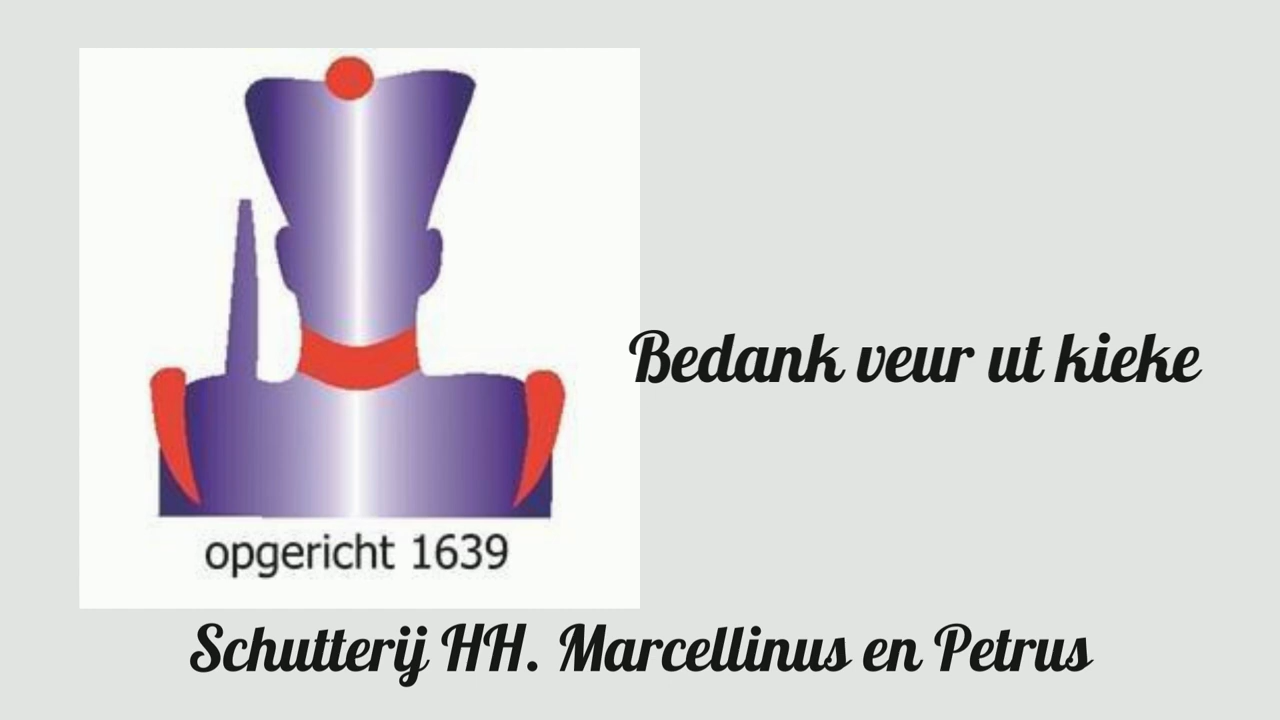 Bedank veur ut kieke
opgericht 1639
Schutterij HH. Marcellinus en Petrus